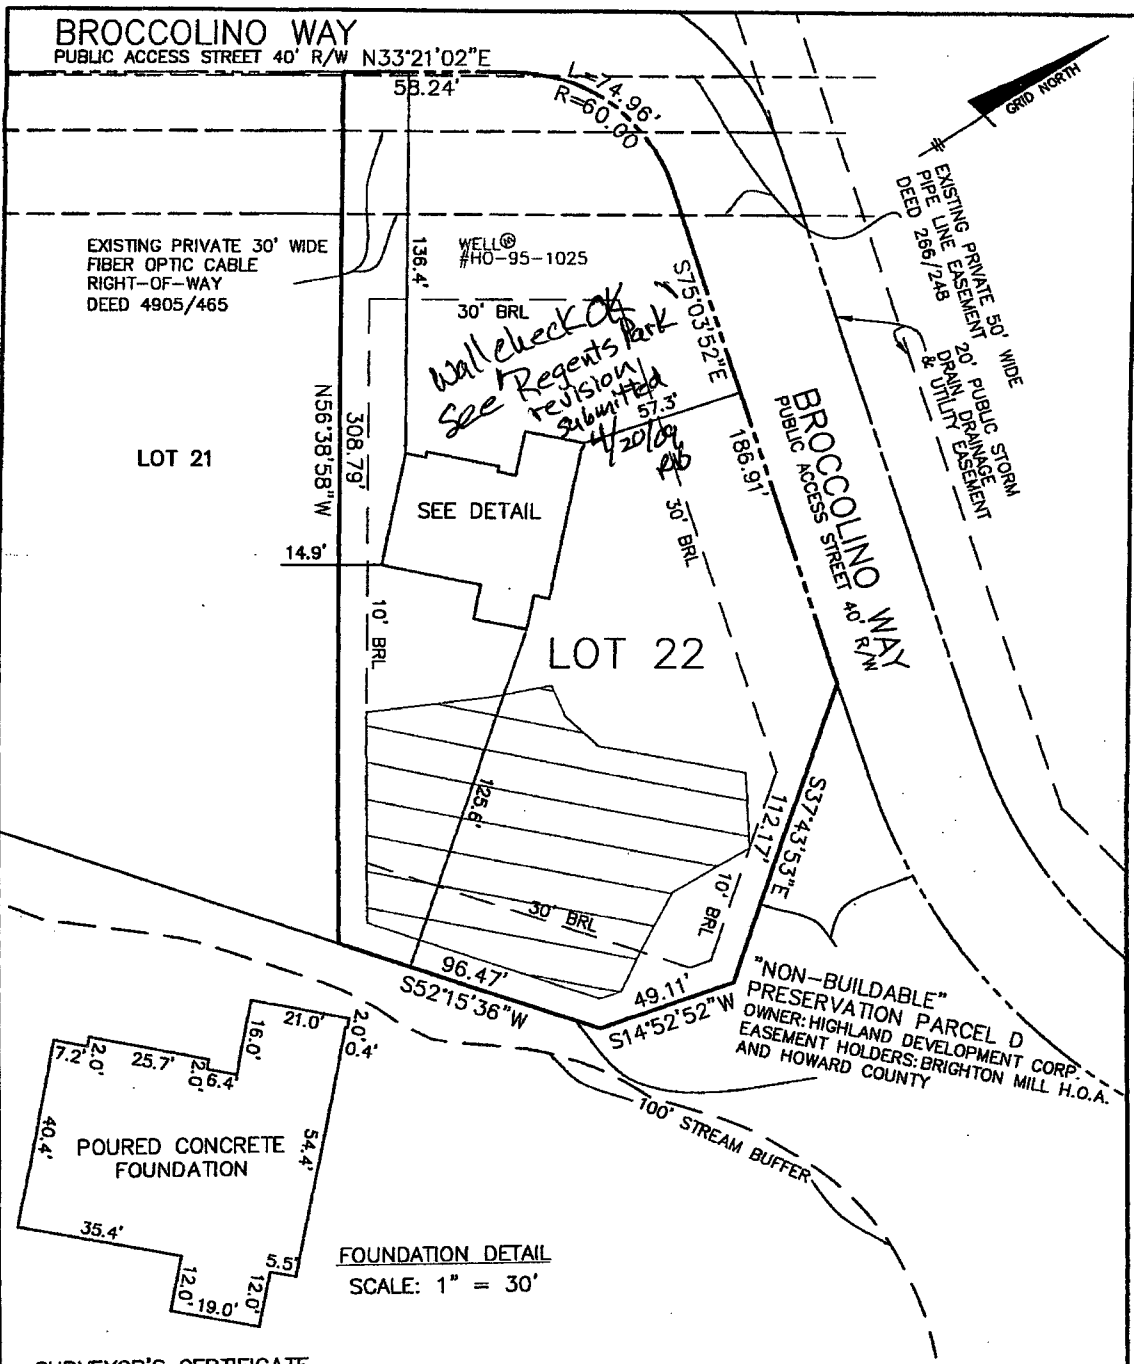 BROCCOLINO WAY
PUBLIC ACCESS STREET 40' R/W N33°21'02"E
58.24'
L=74.96'
R=60.00
GRID NORTH
EXISTING PRIVATE 50' WIDE
PIPE LINE EASEMENT
DEED 266/248
20' PUBLIC STORM
DRAIN DRAINAGE
& UTILITY EASEMENT
EXISTING PRIVATE 30' WIDE
FIBER OPTIC CABLE
RIGHT-OF-WAY
DEED 4905/465
136.4'
WELL
#HO-95-1025
30' BRL
Wall check OK
See Regents Park
revision
submitted
4/20/09
S75°03'52"E
186.91'
57.3'
N56°38'58"W
308.79'
LOT 21
SEE DETAIL
30' BRL
BROCCOLINO WAY
PUBLIC ACCESS STREET 40' R/W
14.9'
10' BRL
LOT 22
125.6'
S37°43'53"E
112.17'
10' BRL
30' BRL
96.47'
S52°15'36"W
49.11'
S14°52'52"W
"NON-BUILDABLE"
PRESERVATION PARCEL D
OWNER: HIGHLAND DEVELOPMENT CORP.
EASEMENT HOLDERS: BRIGHTON MILL H.O.A.
AND HOWARD COUNTY
100' STREAM BUFFER
21.0'
2.0'
0.4'
16.0'
7.2'
2.0'
25.7'
2.0'
6.4'
40.4'
54.4'
POURED CONCRETE
FOUNDATION
35.4'
5.5'
12.0'
12.0'
19.0'
FOUNDATION DETAIL
SCALE: 1" = 30'
SURVEYOR'S CERTIFICATE